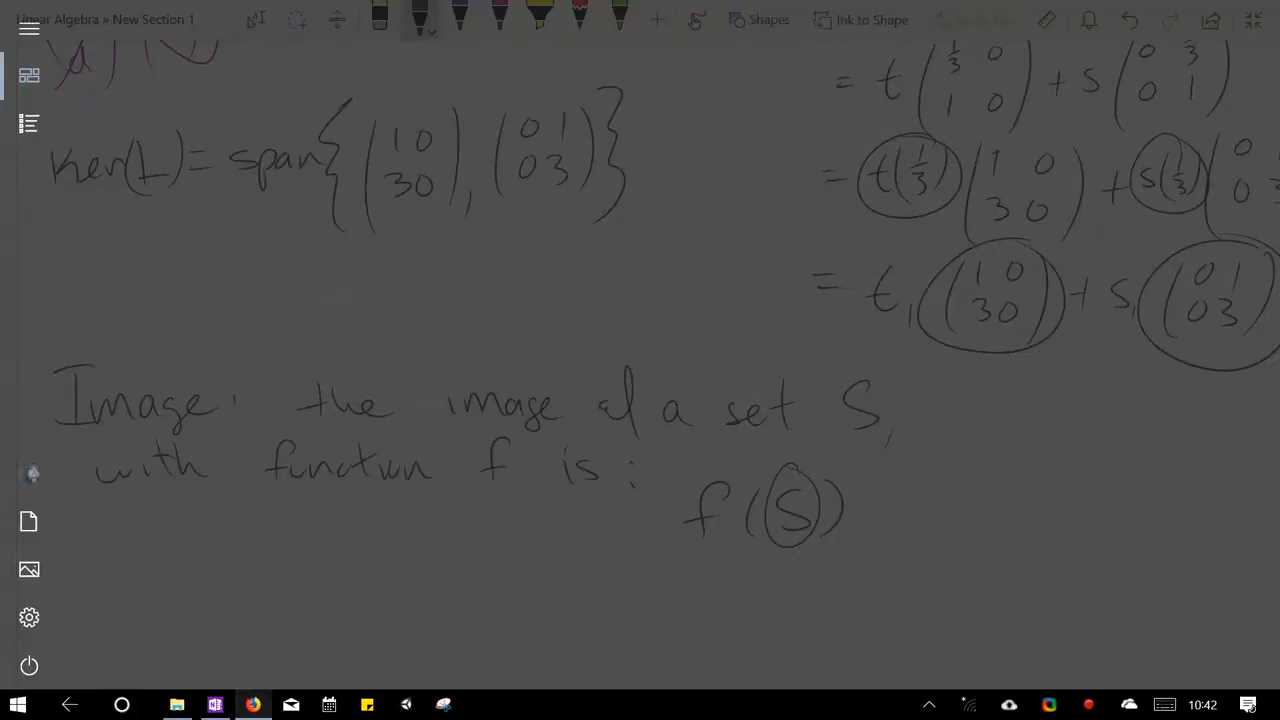 Linear Algebra » New Section 1
Shapes
Ink to Shape
= t (1/3 0 1 0) + s (0 1/3 0 1)
Ker(L) = span { (1 0 3 0), (0 1 0 3) }
= t(1/3) (1 0 3 0) + s(1/3) (0 0
= t₁ (1 0 3 0) + s₁ (0 1 0 3)
Image: the image of a set S,
with function f is:
f(S)
10:42